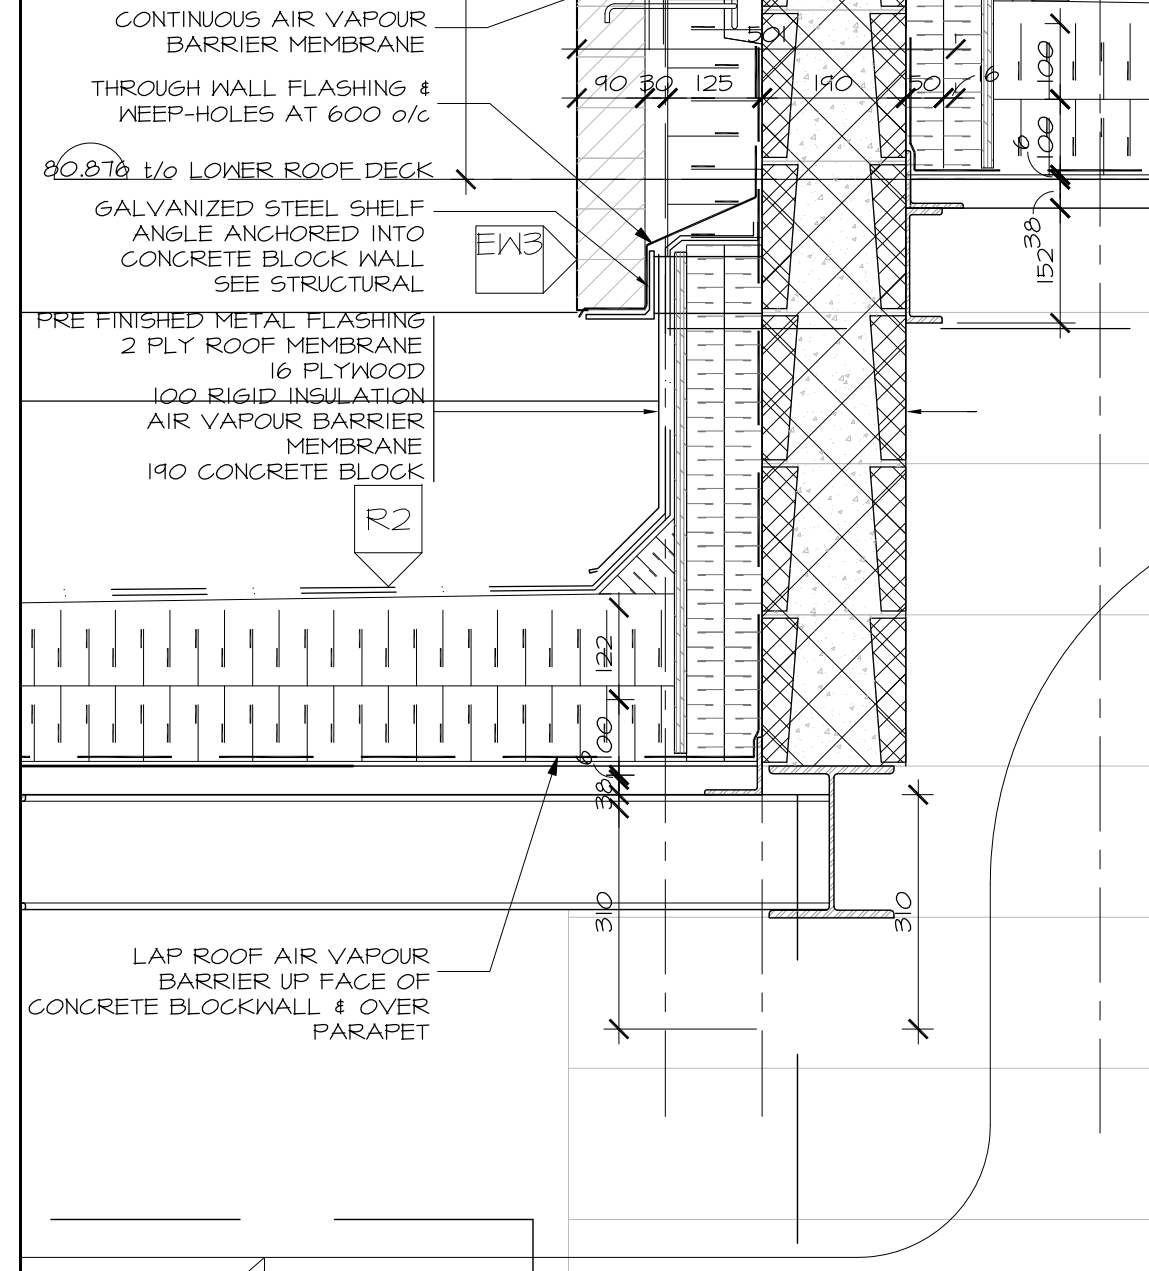 CONTINUOUS AIR VAPOUR
BARRIER MEMBRANE
501
THROUGH WALL FLASHING &
WEEP-HOLES AT 600 o/c
90 30 125 190 50 16
100
6
100
80.876 t/o LOWER ROOF DECK
GALVANIZED STEEL SHELF
ANGLE ANCHORED INTO
CONCRETE BLOCK WALL
SEE STRUCTURAL
EW3
38
152
PRE FINISHED METAL FLASHING
2 PLY ROOF MEMBRANE
16 PLYWOOD
100 RIGID INSULATION
AIR VAPOUR BARRIER
MEMBRANE
190 CONCRETE BLOCK
R2
122
100
6
38
310
310
LAP ROOF AIR VAPOUR
BARRIER UP FACE OF
CONCRETE BLOCKWALL & OVER
PARAPET